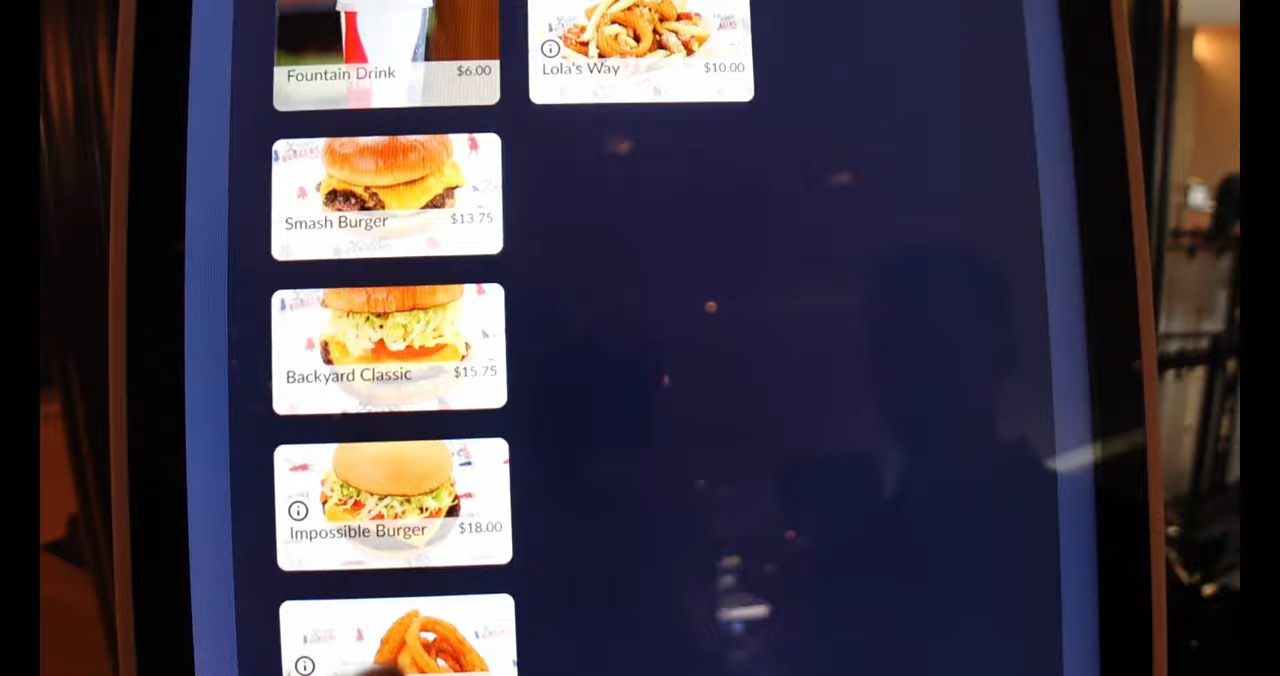 Fountain Drink $6.00
Lola's Way $10.00
Smash Burger $13.75
Backyard Classic $15.75
Impossible Burger $18.00